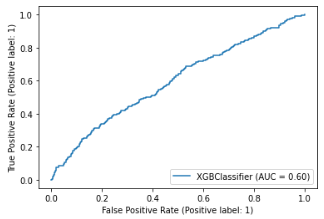 1.0
0.8
0.6
0.4
0.2
0.0
True Positive Rate (Positive label: 1)
XGBClassifier (AUC = 0.60)
0.0 0.2 0.4 0.6 0.8 1.0
False Positive Rate (Positive label: 1)